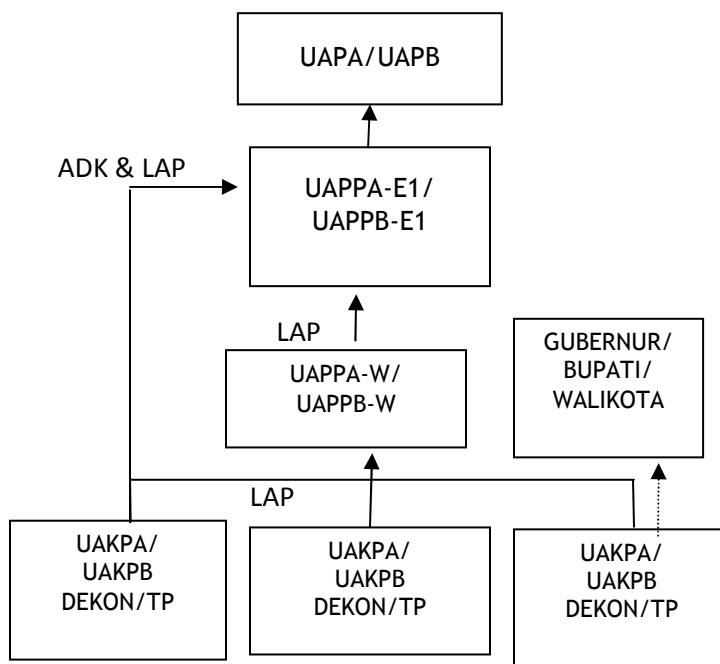 UAPA/UAPB
ADK & LAP
UAPPA-E1/
UAPPB-E1
LAP
UAPPA-W/
UAPPB-W
GUBERNUR/
BUPATI/
WALIKOTA
LAP
UAKPA/
UAKPB
DEKON/TP
UAKPA/
UAKPB
DEKON/TP
UAKPA/
UAKPB
DEKON/TP